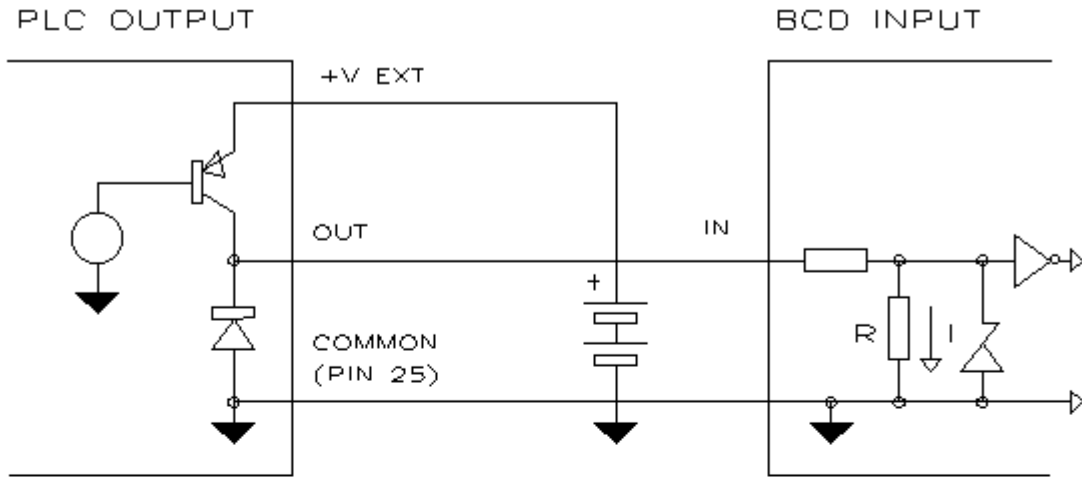 PLC OUTPUT
BCD INPUT
+V EXT
OUT
IN
+
R
I
COMMON
(PIN 25)